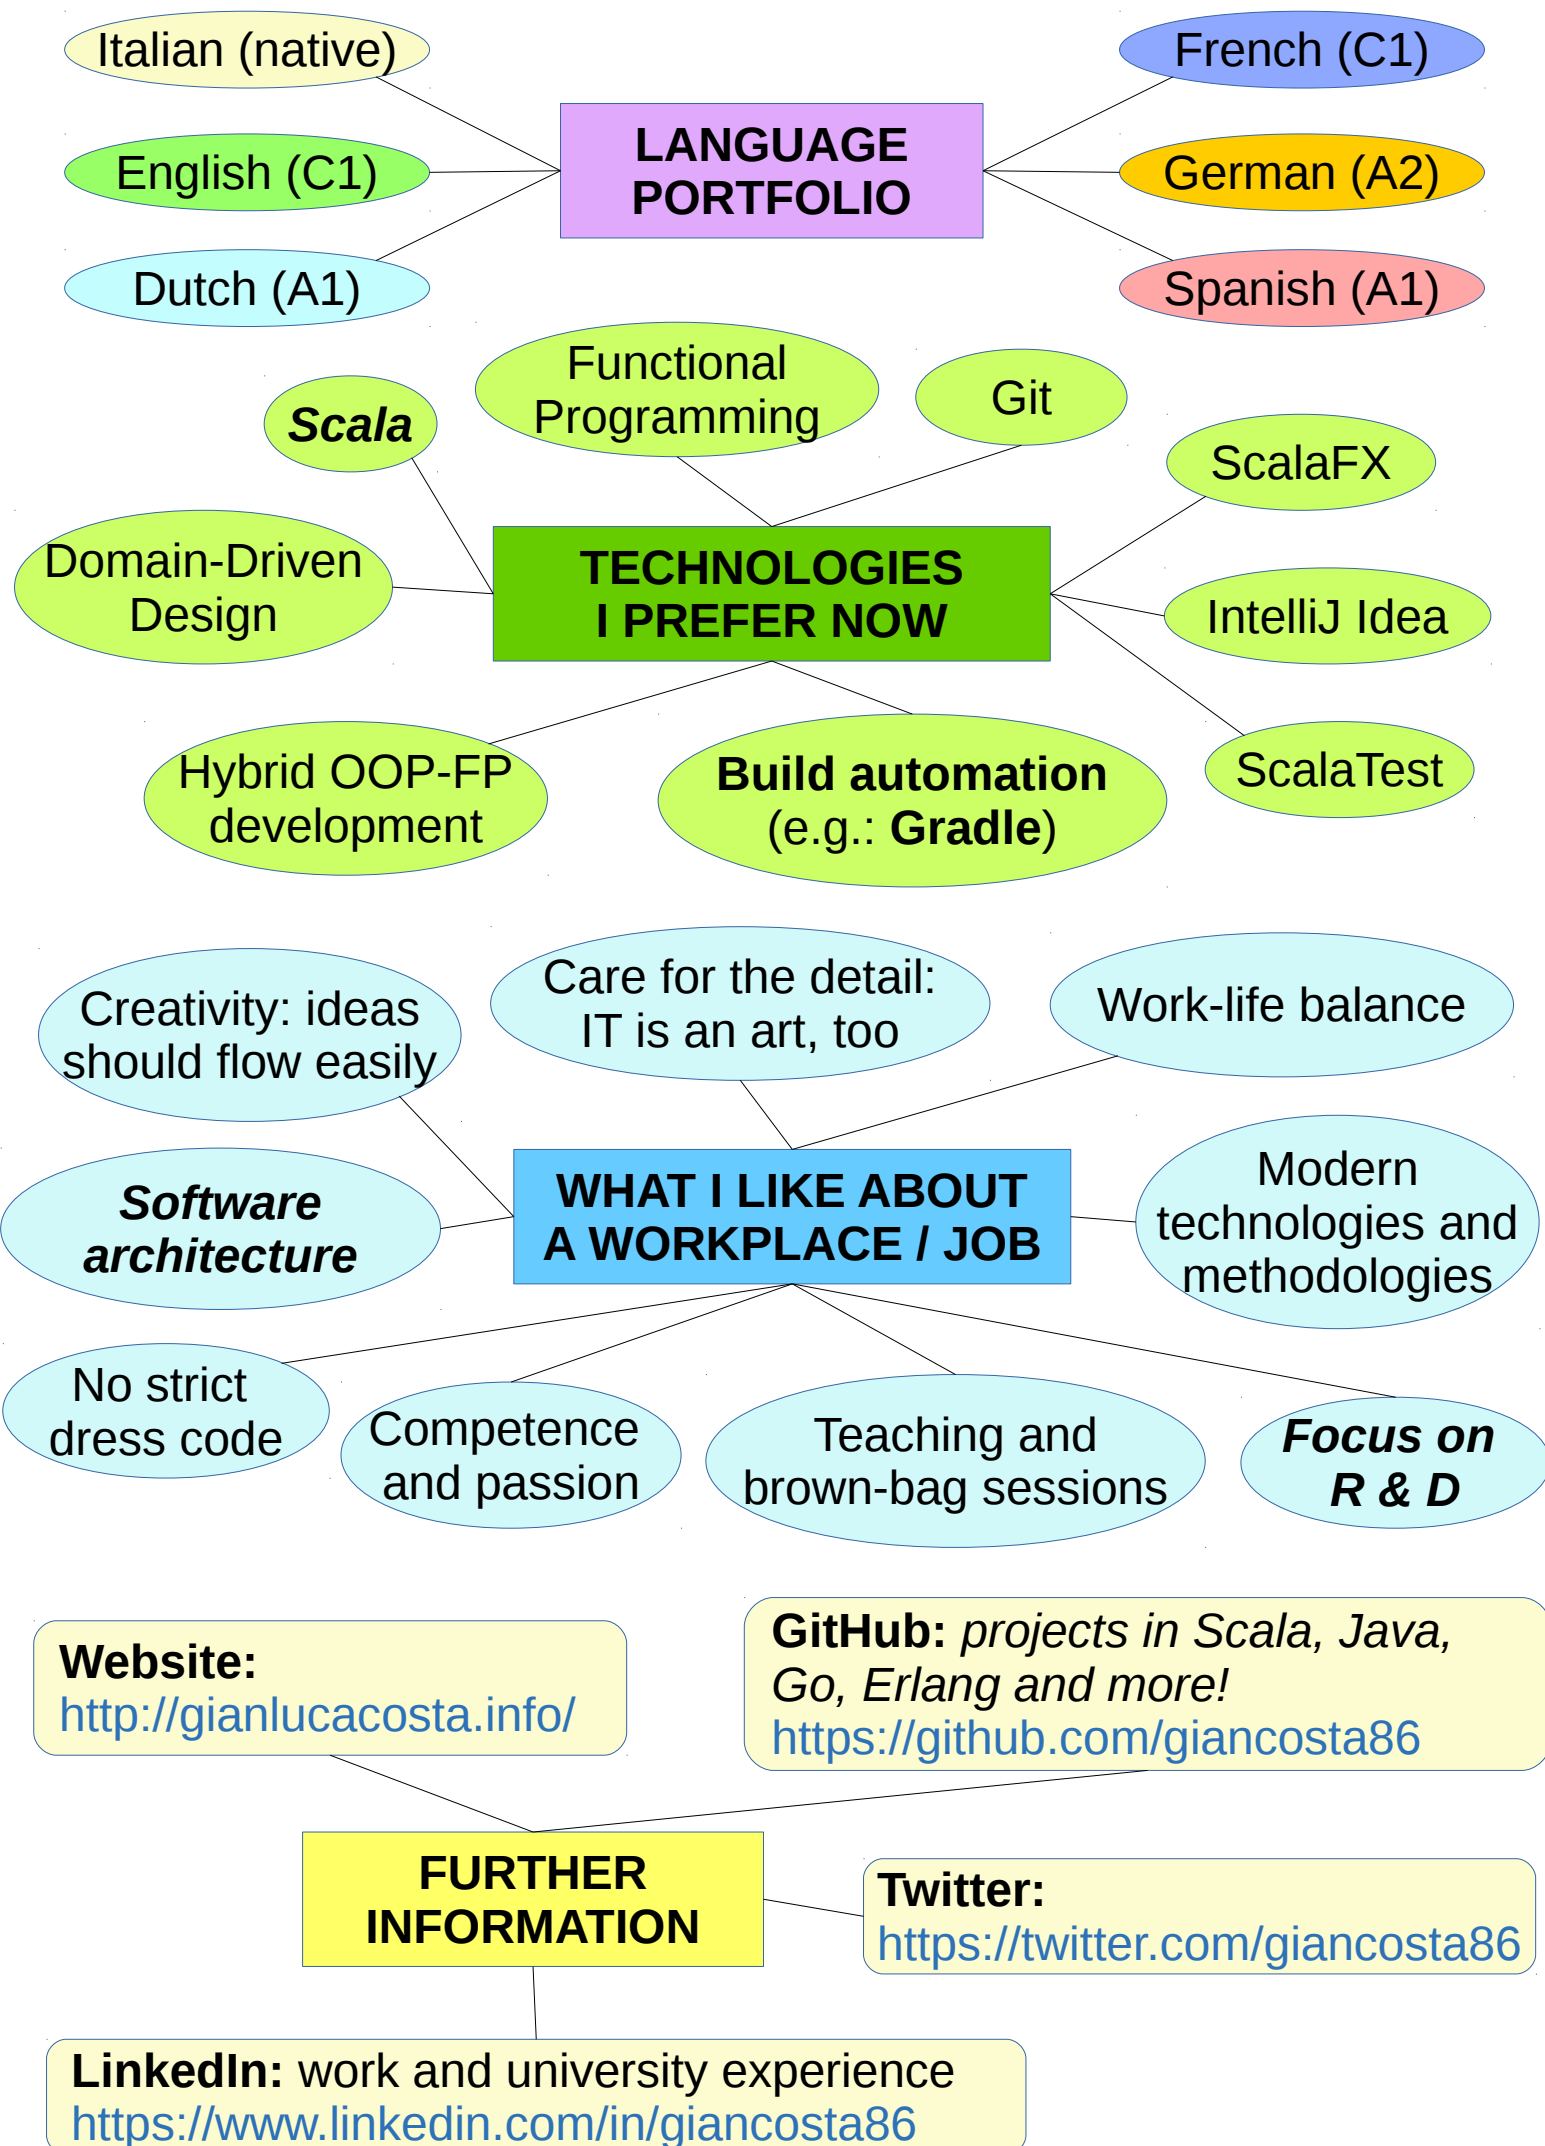 Italian (native)
French (C1)
LANGUAGE
PORTFOLIO
English (C1)
German (A2)
Dutch (A1)
Spanish (A1)
Functional
Programming
Git
Scala
ScalaFX
Domain-Driven
Design
TECHNOLOGIES
I PREFER NOW
IntelliJ Idea
Hybrid OOP-FP
development
Build automation
(e.g.: Gradle)
ScalaTest
Creativity: ideas
should flow easily
Care for the detail:
IT is an art, too
Work-life balance
Software
architecture
WHAT I LIKE ABOUT
A WORKPLACE / JOB
Modern
technologies and
methodologies
No strict
dress code
Competence
and passion
Teaching and
brown-bag sessions
Focus on
R & D
Website:
http://gianlucacosta.info/
GitHub: projects in Scala, Java,
Go, Erlang and more!
https://github.com/giancosta86
FURTHER
INFORMATION
Twitter:
https://twitter.com/giancosta86
LinkedIn: work and university experience
https://www.linkedin.com/in/giancosta86